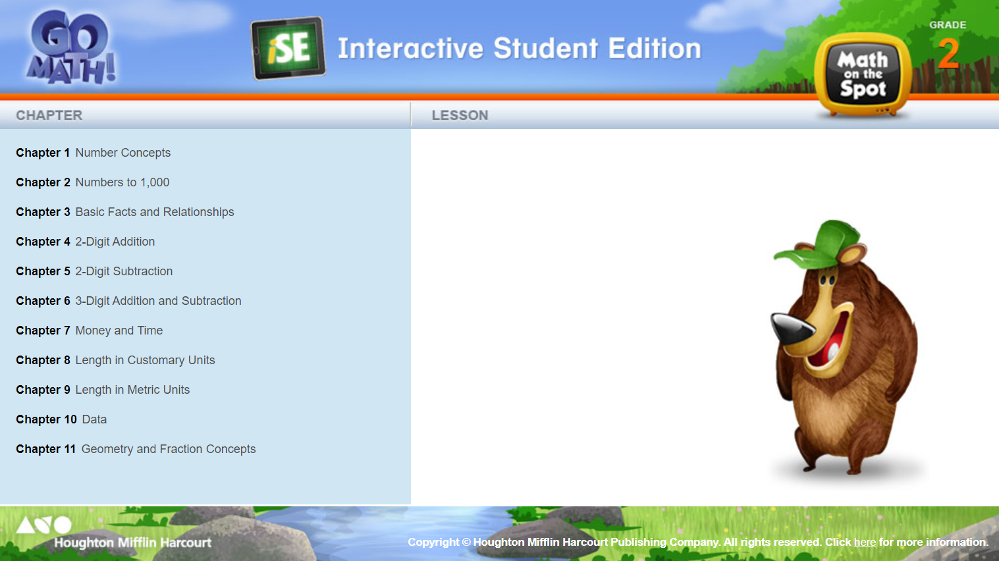 GO
MATH!
iSE
Interactive Student Edition
Math
on the
Spot
GRADE
2
CHAPTER
LESSON
Chapter 1 Number Concepts
Chapter 2 Numbers to 1,000
Chapter 3 Basic Facts and Relationships
Chapter 4 2-Digit Addition
Chapter 5 2-Digit Subtraction
Chapter 6 3-Digit Addition and Subtraction
Chapter 7 Money and Time
Chapter 8 Length in Customary Units
Chapter 9 Length in Metric Units
Chapter 10 Data
Chapter 11 Geometry and Fraction Concepts
Houghton Mifflin Harcourt
Copyright © Houghton Mifflin Harcourt Publishing Company. All rights reserved. Click here for more information.